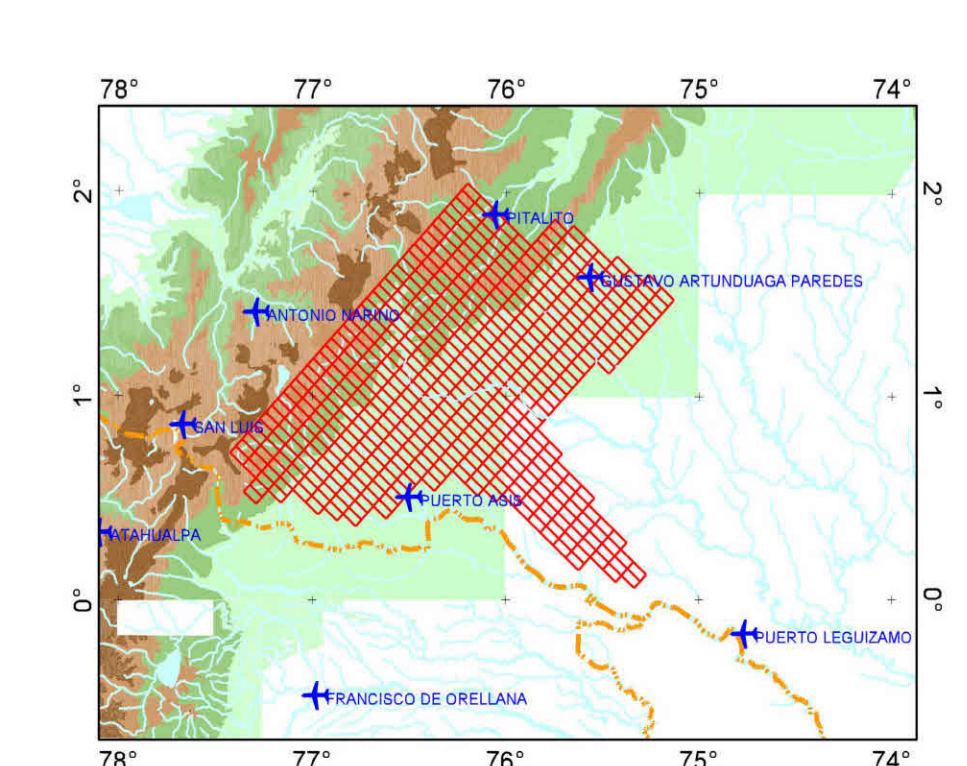 78° 77° 76° 75° 74°
2° 2°
PITALITO
GUSTAVO ARTUNDUAGA PAREDES
ANTONIO NARINO
1° 1°
SAN LUIS
PUERTO ASIS
ATAHUALPA
0° 0°
PUERTO LEGUIZAMO
FRANCISCO DE ORELLANA
78° 77° 76° 75° 74°